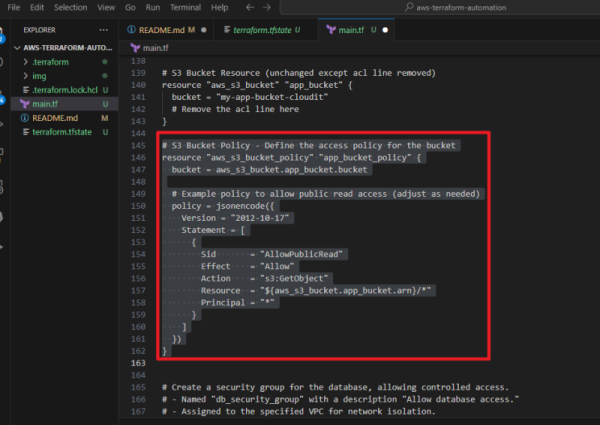 File Edit Selection View Go Run Terminal Help
aws-terraform-automation
EXPLORER
AWS-TERRAFORM-AUTO...
.terraform
img
.terraform.lock.hcl U
main.tf U
README.md M
terraform.tfstate U
README.md M
terraform.tfstate U
main.tf U
main.tf
138
139 # S3 Bucket Resource (unchanged except acl line removed)
140 resource "aws_s3_bucket" "app_bucket" {
141 bucket = "my-app-bucket-cloudit"
142 # Remove the acl line here
143 }
144
145 # S3 Bucket Policy - Define the access policy for the bucket
146 resource "aws_s3_bucket_policy" "app_bucket_policy" {
147 bucket = aws_s3_bucket.app_bucket.bucket
148
149 # Example policy to allow public read access (adjust as needed)
150 policy = jsonencode({
151 Version = "2012-10-17"
152 Statement = [
153 {
154 Sid = "AllowPublicRead"
155 Effect = "Allow"
156 Action = "s3:GetObject"
157 Resource = "${aws_s3_bucket.app_bucket.arn}/*"
158 Principal = "*"
159 }
160 ]
161 })
162 }
163
164
165 # Create a security group for the database, allowing controlled access.
166 # - Named "db_security_group" with a description "Allow database access."
167 # - Assigned to the specified VPC for network isolation.